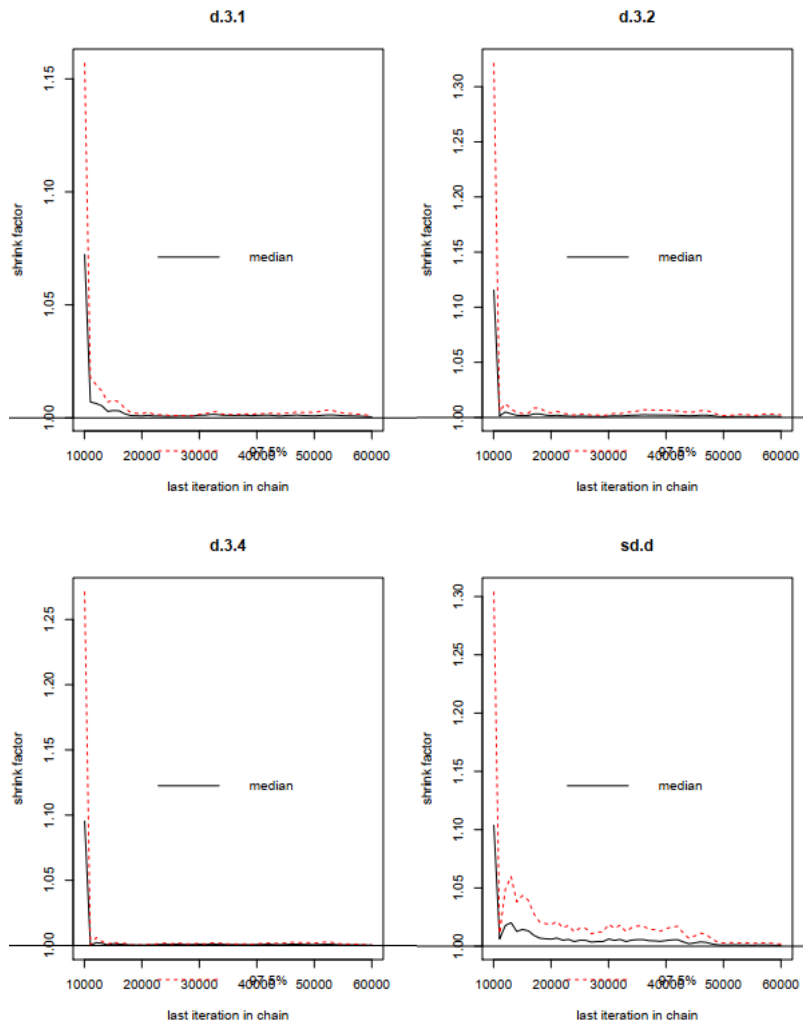 d.3.1
shrink factor
1.00 1.05 1.10 1.15
median
97.5%
10000 20000 30000 40000 50000 60000
last iteration in chain
d.3.2
shrink factor
1.00 1.05 1.10 1.15 1.20 1.25 1.30
median
97.5%
10000 20000 30000 40000 50000 60000
last iteration in chain
d.3.4
shrink factor
1.00 1.05 1.10 1.15 1.20 1.25
median
97.5%
10000 20000 30000 40000 50000 60000
last iteration in chain
sd.d
shrink factor
1.00 1.05 1.10 1.15 1.20 1.25 1.30
median
97.5%
10000 20000 30000 40000 50000 60000
last iteration in chain